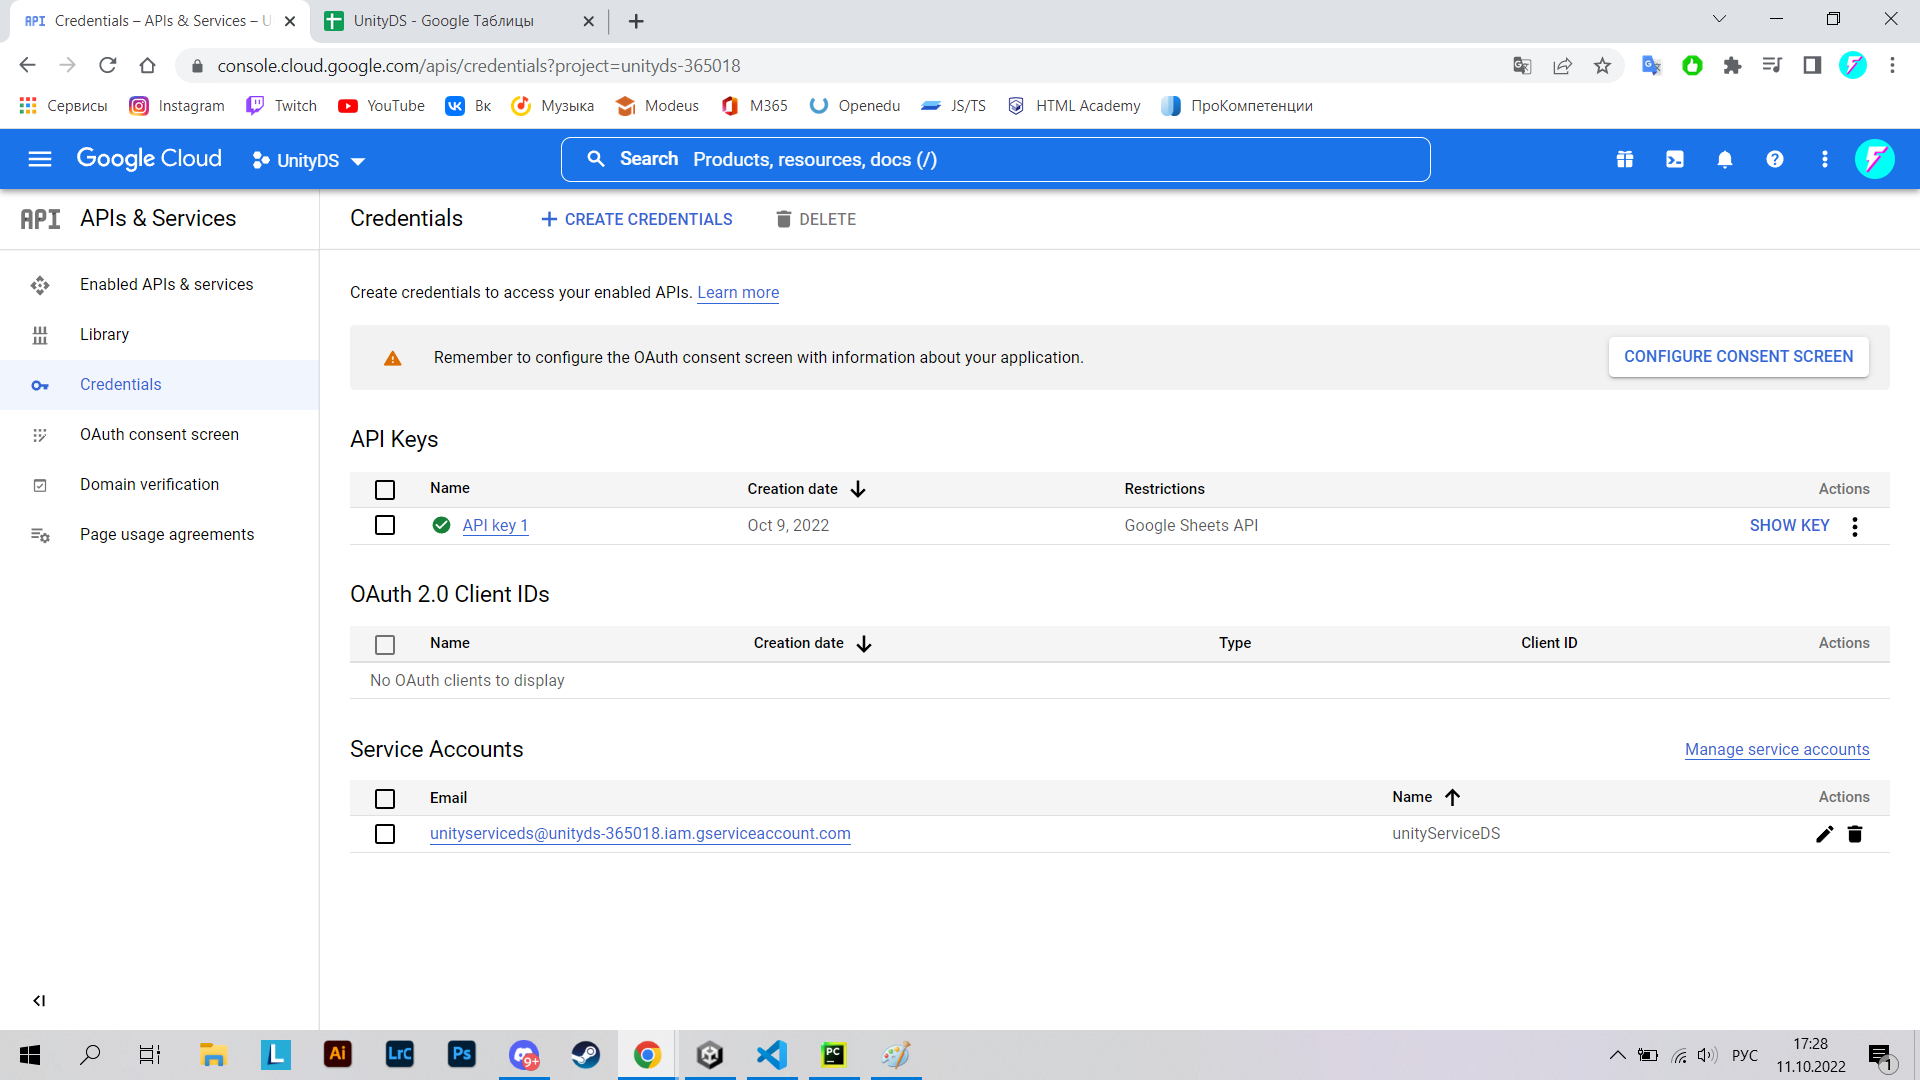 API Credentials – APIs & Services – U
UnityDS - Google Таблицы
console.cloud.google.com/apis/credentials?project=unityds-365018
Сервисы Instagram Twitch YouTube Вк Музыка Modeus M365 Openedu JS/TS HTML Academy ПроКомпетенции
Google Cloud UnityDS Search Products, resources, docs (/)
API APIs & Services
Credentials CREATE CREDENTIALS DELETE
Enabled APIs & services
Library
Credentials
OAuth consent screen
Domain verification
Page usage agreements
Create credentials to access your enabled APIs. Learn more
Remember to configure the OAuth consent screen with information about your application. CONFIGURE CONSENT SCREEN
API Keys
Name Creation date Restrictions Actions
API key 1 Oct 9, 2022 Google Sheets API SHOW KEY
OAuth 2.0 Client IDs
Name Creation date Type Client ID Actions
No OAuth clients to display
Service Accounts Manage service accounts
Email Name Actions
unityserviceds@unityds-365018.iam.gserviceaccount.com unityServiceDS
L Ai LrC Ps 9+ PC РУС
17:28
11.10.2022
1